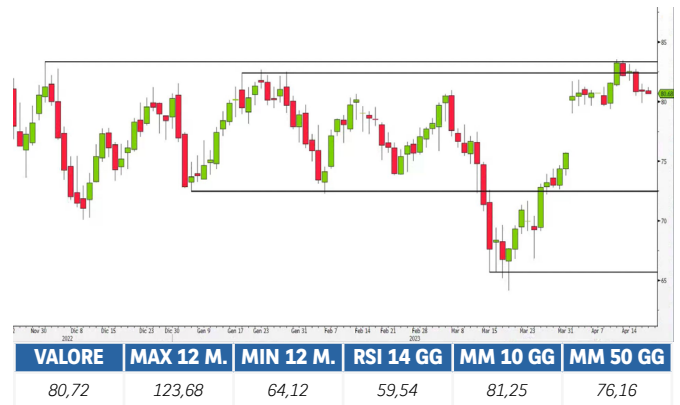 85
80,68
80
75
70
65
Nov 30 Dic 8 Dic 15 Dic 23 Dic 30 Gen 9 Gen 17 Gen 23 Gen 31 Feb 7 Feb 14 Feb 21 Feb 28 Mar 8 Mar 15 Mar 23 Mar 31 Apr 7 Apr 14
2022 2023
VALORE MAX 12 M. MIN 12 M. RSI 14 GG MM 10 GG MM 50 GG
80,72 123,68 64,12 59,54 81,25 76,16